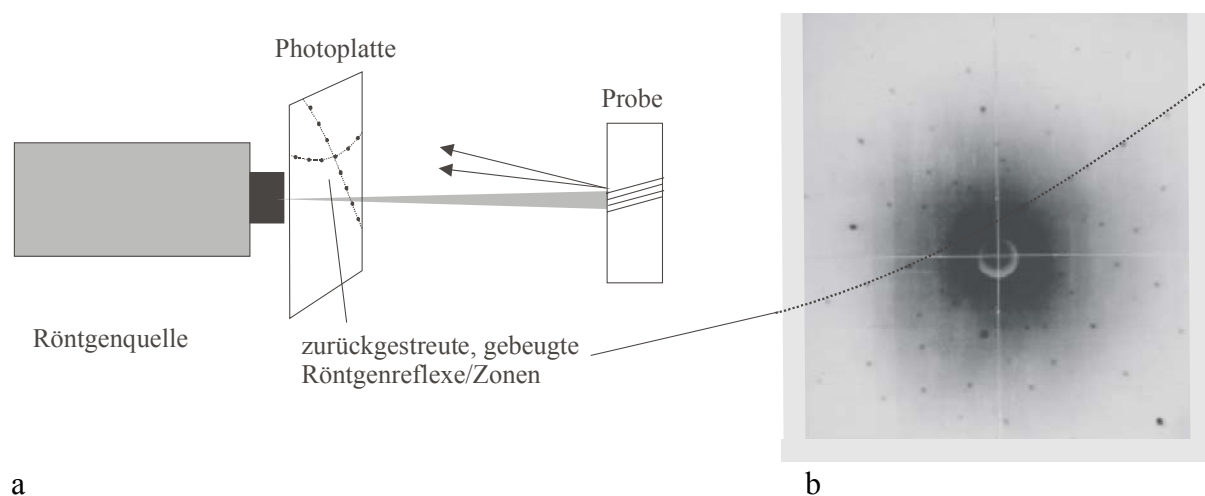 Photoplatte
Probe
Röntgenquelle
zurückgestreute, gebeugte
Röntgenreflexe/Zonen
a
b